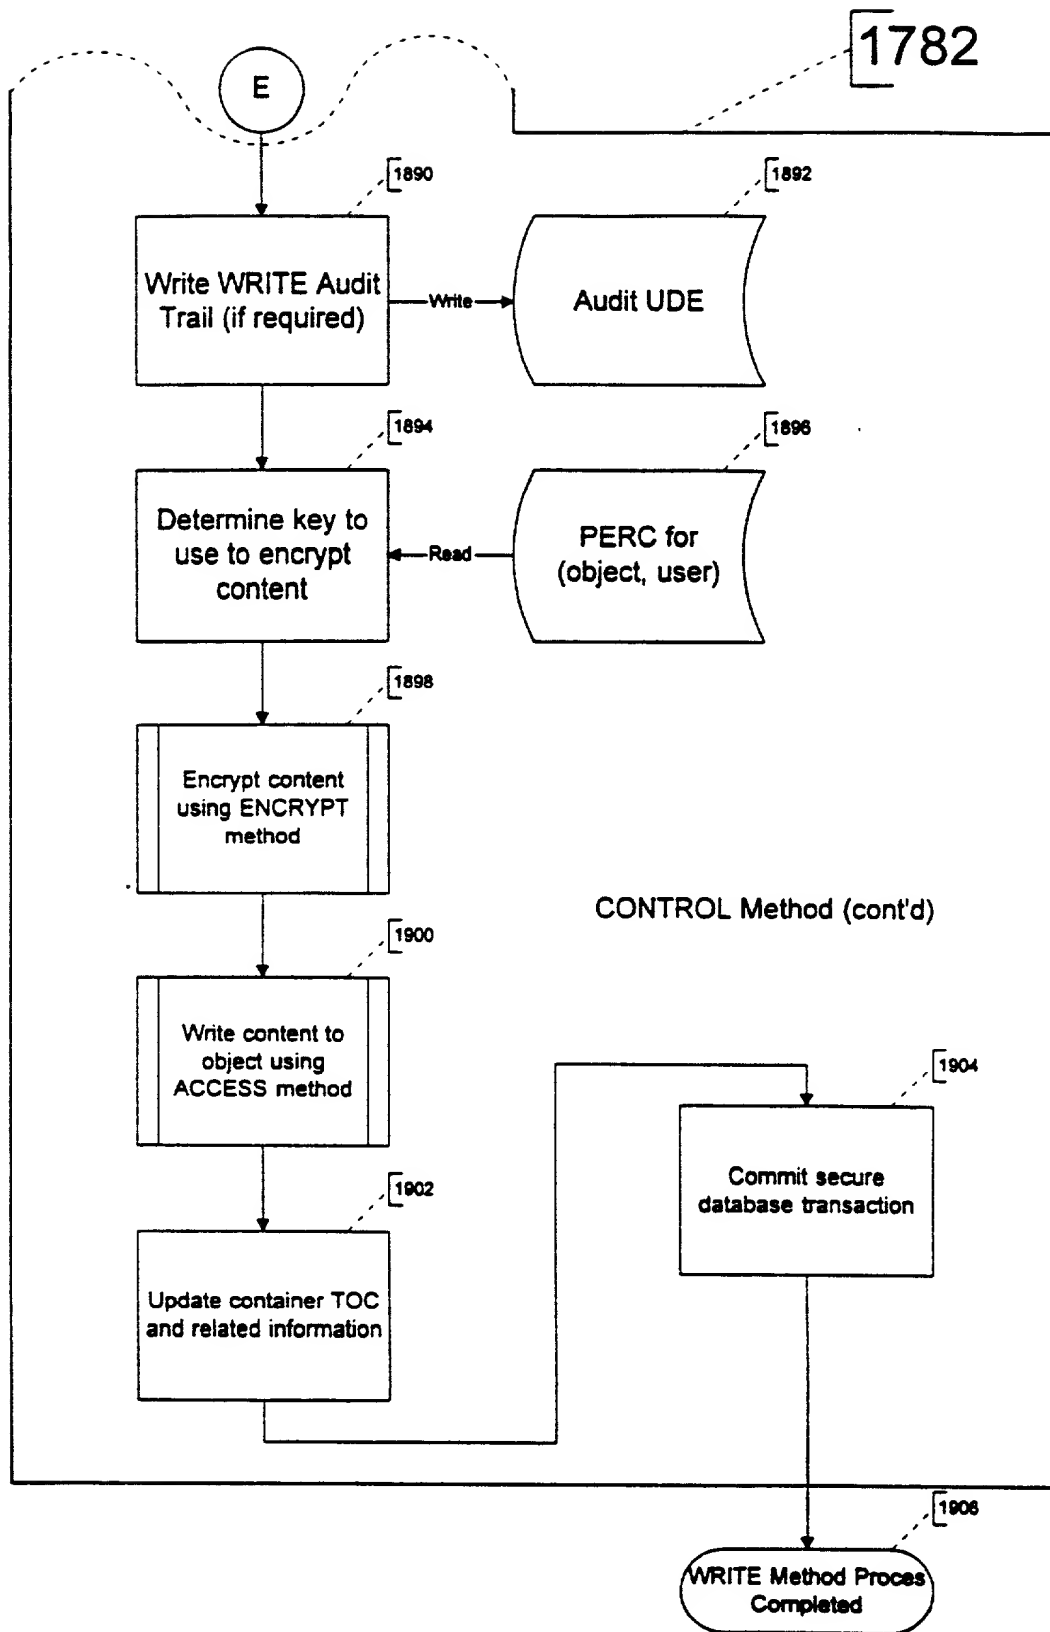 1782
E
1890
1892
Write WRITE Audit
Trail (if required)
Write
Audit UDE
1894
1896
Determine key to
use to encrypt
content
Read
PERC for
(object, user)
1898
Encrypt content
using ENCRYPT
method
CONTROL Method (cont'd)
1900
Write content to
object using
ACCESS method
1904
Commit secure
database transaction
1902
Update container TOC
and related information
1906
WRITE Method Proces
Completed